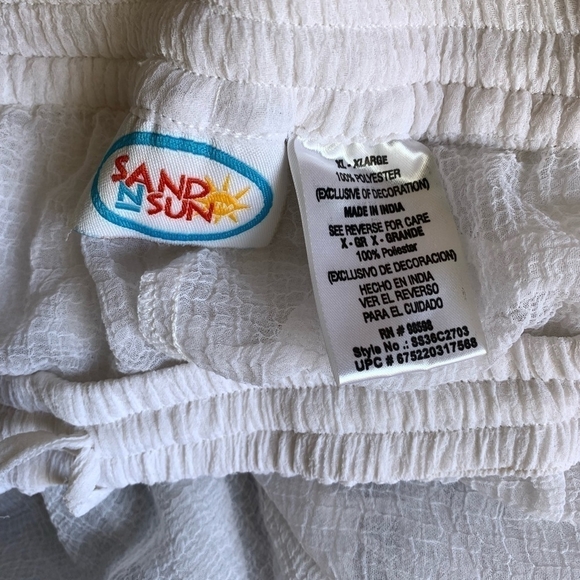 SAND
N
SUN
XL - XLARGE
100% POLYESTER
(EXCLUSIVE OF DECORATION)
MADE IN INDIA
SEE REVERSE FOR CARE
X - GR X - GRANDE
100% Poliester
(EXCLUSIVO DE DECORACION)
HECHO EN INDIA
VER EL REVERSO
PARA EL CUIDADO
RN # 98598
Style No .: SS36C2703
UPC # 675220317568